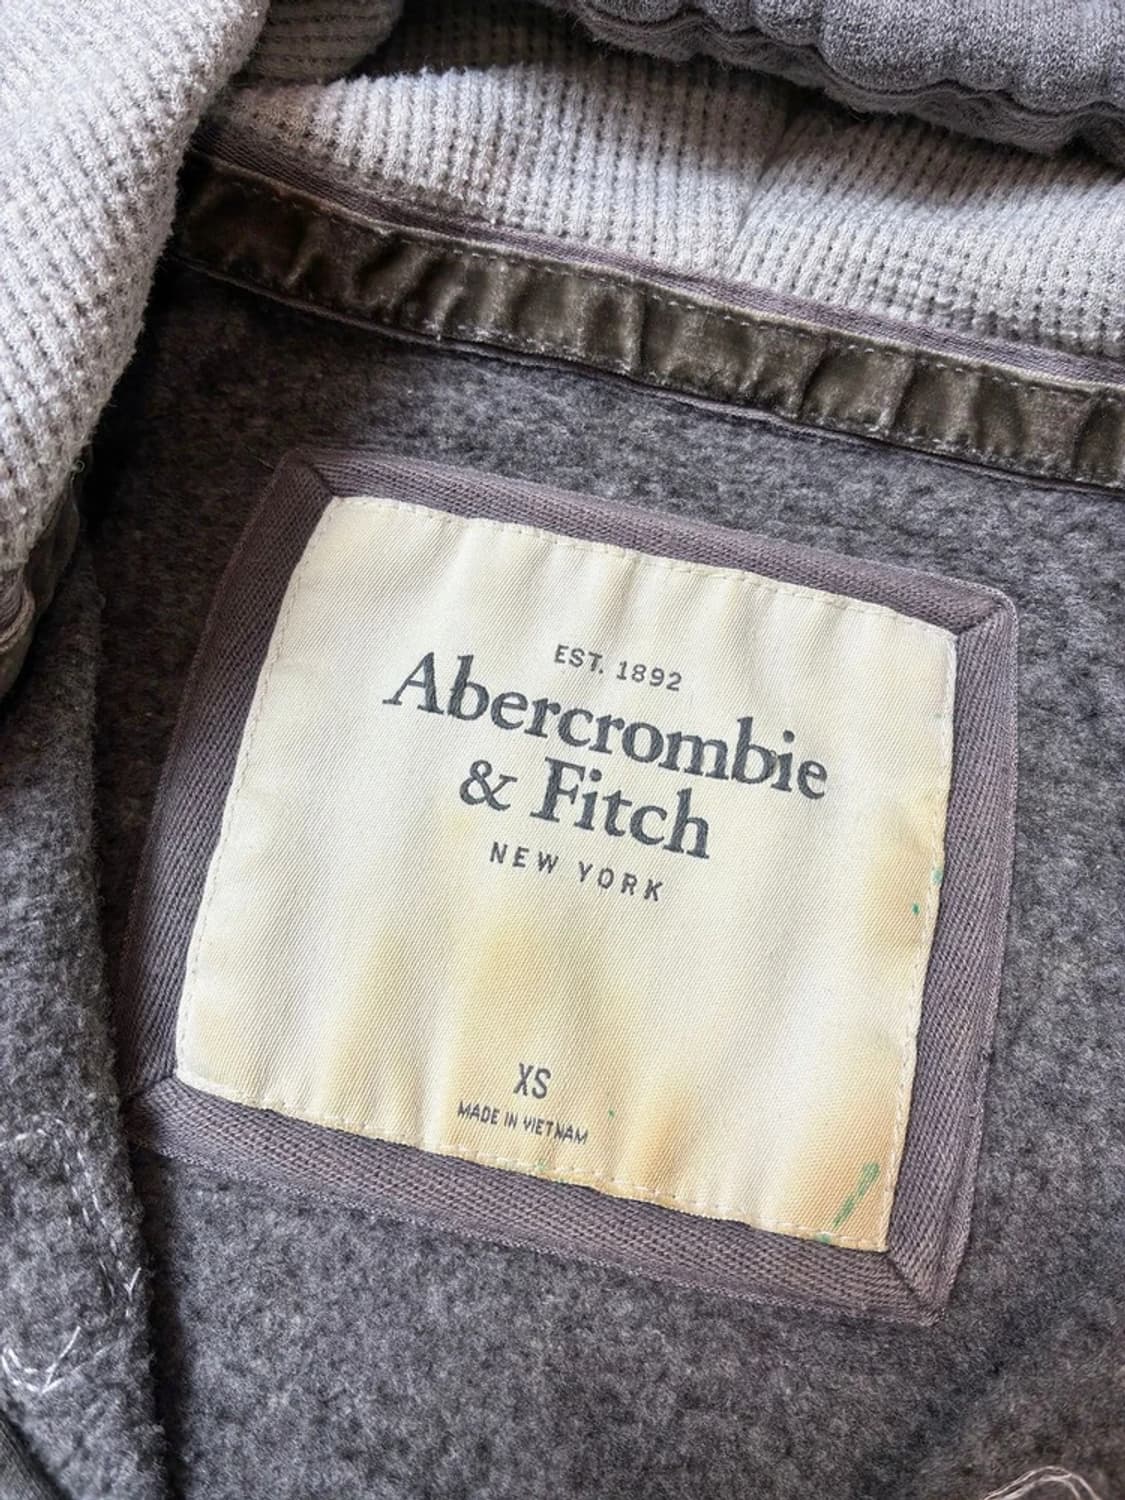 EST. 1892
Abercrombie
& Fitch
NEW YORK
XS
MADE IN VIETNAM